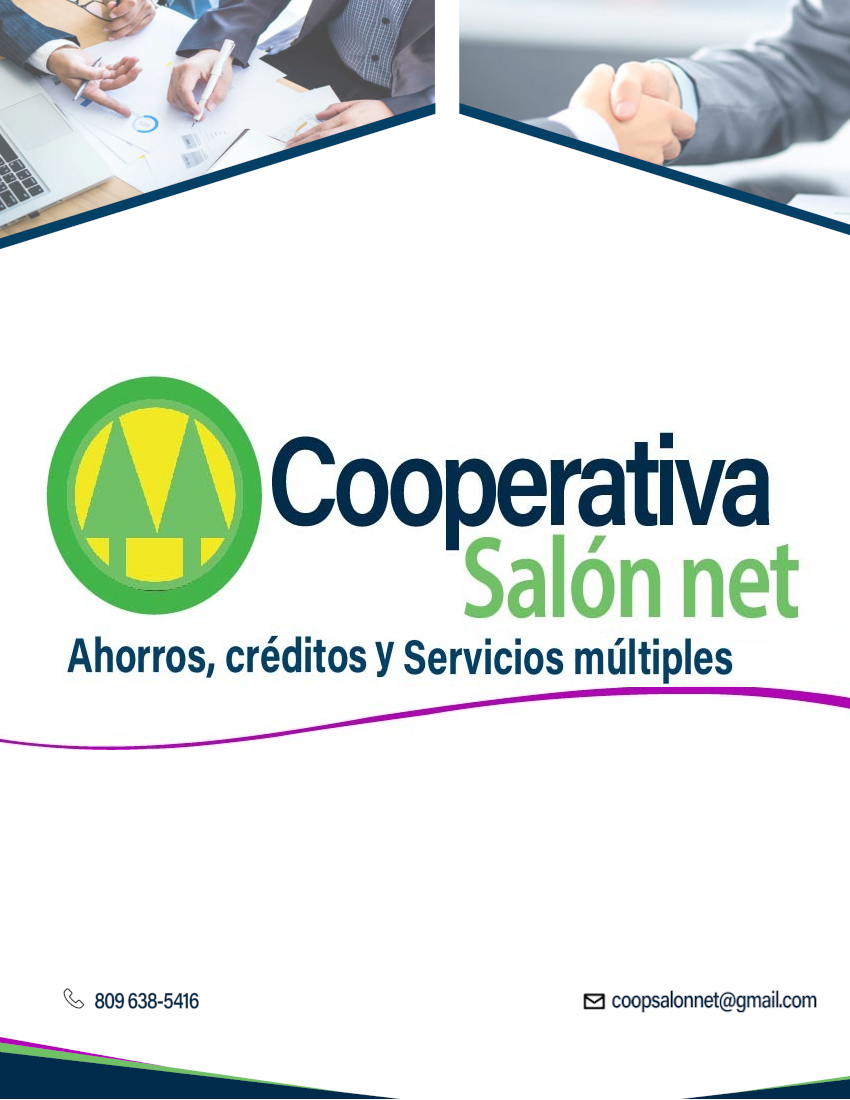 Cooperativa
Salón net
Ahorros, créditos y Servicios múltiples
809 638-5416
coopsalonnet@gmail.com